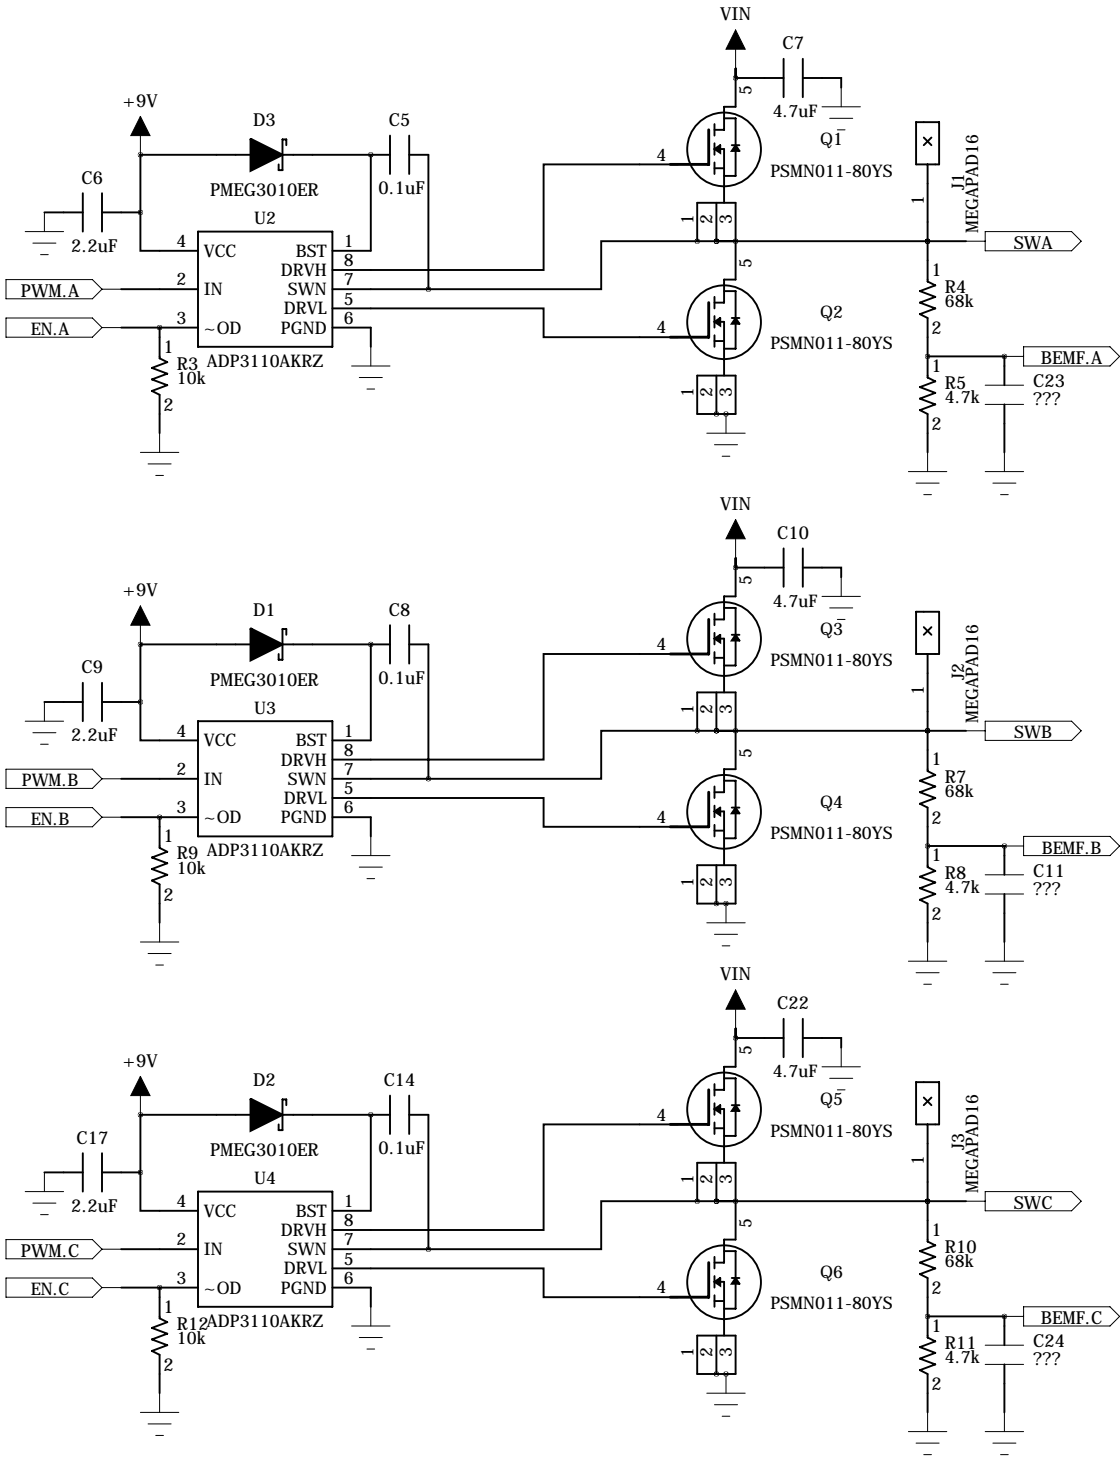 VIN
C7
5
4.7uF
+9V
D3
C5
Q1
4
PSMN011-80YS
PMEG3010ER
0.1uF
J1
MEGAPAD16
1
C6
2.2uF
U2
1 2 3
4 VCC
BST 1
DRVH 8
SWA
PWM.A
2 IN
SWN 7
5
DRVL 5
1
R4
68k
2
EN.A
3 ~OD
PGND 6
4
Q2
PSMN011-80YS
ADP3110AKRZ
1
R3
10k
2
BEMF.A
1
R5
4.7k
2
C23
???
1 2 3
VIN
C10
5
4.7uF
+9V
D1
C8
Q3
4
PSMN011-80YS
PMEG3010ER
0.1uF
J2
MEGAPAD16
1
C9
2.2uF
U3
1 2 3
4 VCC
BST 1
DRVH 8
SWB
PWM.B
2 IN
SWN 7
5
DRVL 5
1
R7
68k
2
EN.B
3 ~OD
PGND 6
4
Q4
PSMN011-80YS
ADP3110AKRZ
1
R9
10k
2
BEMF.B
1
R8
4.7k
2
C11
???
1 2 3
VIN
C22
5
4.7uF
+9V
D2
C14
Q5
4
PSMN011-80YS
PMEG3010ER
0.1uF
J3
MEGAPAD16
1
C17
2.2uF
U4
1 2 3
4 VCC
BST 1
DRVH 8
SWC
PWM.C
2 IN
SWN 7
5
DRVL 5
1
R10
68k
2
EN.C
3 ~OD
PGND 6
4
Q6
PSMN011-80YS
ADP3110AKRZ
1
R12
10k
2
BEMF.C
1
R11
4.7k
2
C24
???
1 2 3